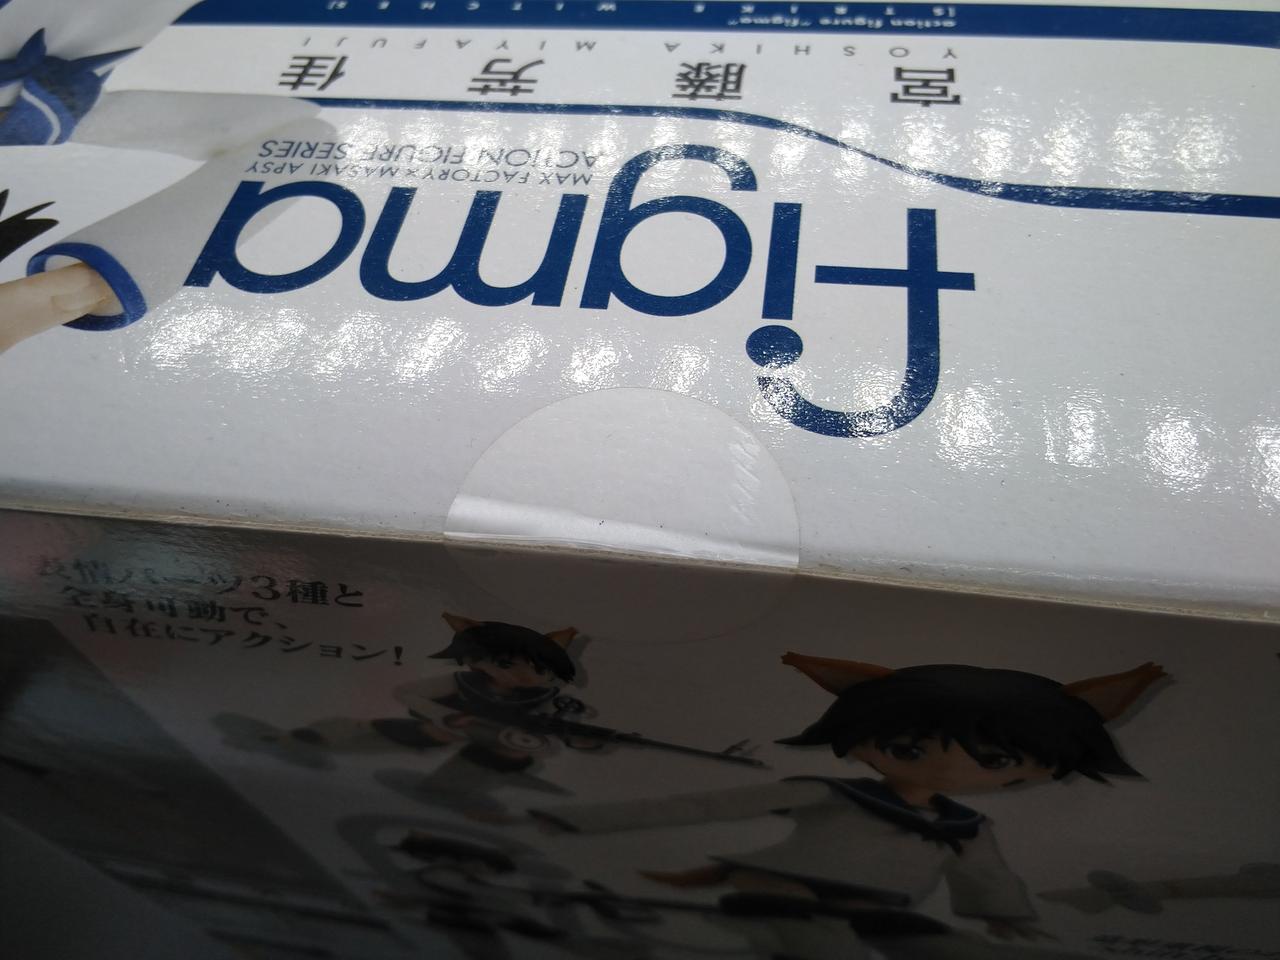 action figure "figma"
[STRIKE WITCHES]
YOSHIKA MIYAFUJI
宮藤芳佳
ACTION FIGURE SERIES
MAX FACTORY×MASAKI APSY
figma
表情パーツ3種と
全身可動で、
自在にアクション!